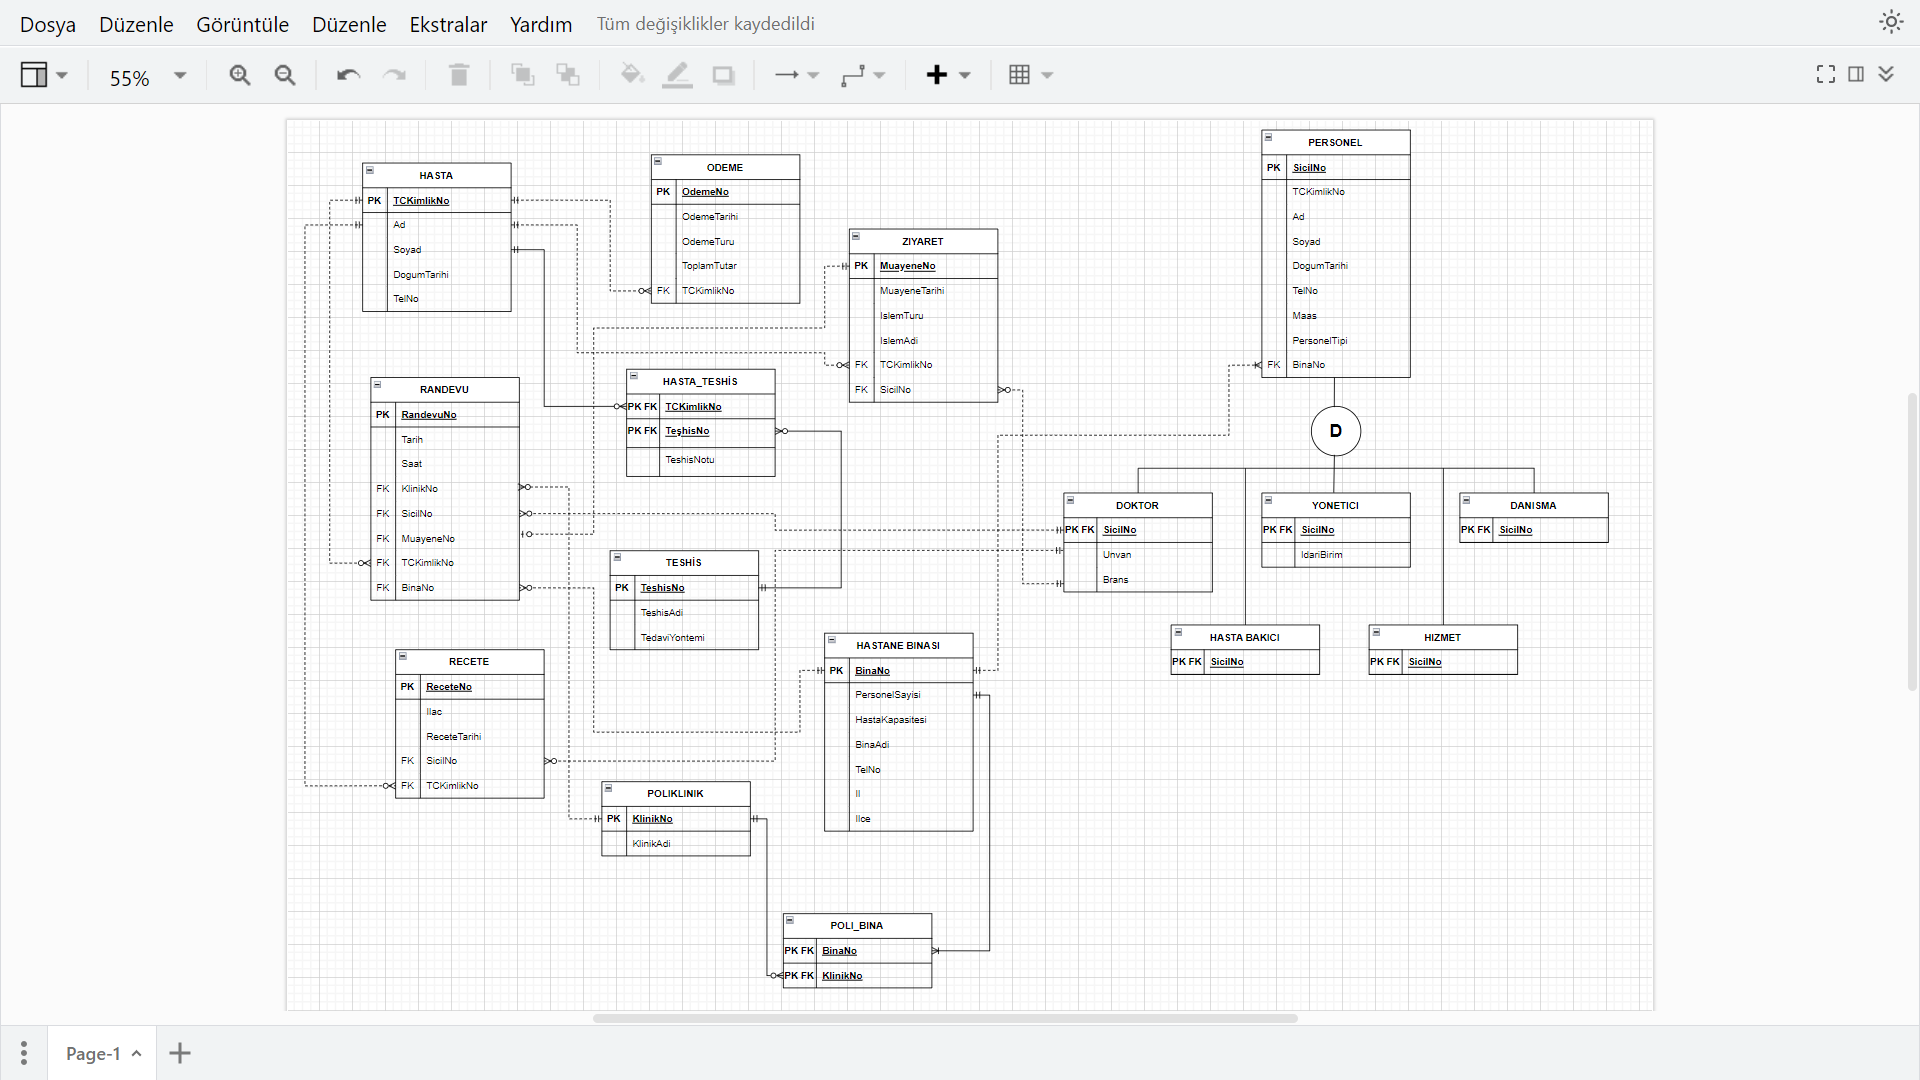 Dosya Düzenle Görüntüle Düzenle Ekstralar Yardım Tüm değişiklikler kaydedildi
55%
HASTA
PK TCKimlikNo
Ad
Soyad
DogumTarihi
TelNo
ODEME
PK OdemeNo
OdemeTarihi
OdemeTuru
ToplamTutar
FK TCKimlikNo
ZIYARET
PK MuayeneNo
MuayeneTarihi
IslemTuru
IslemAdi
FK TCKimlikNo
FK SicilNo
PERSONEL
PK SicilNo
TCKimlikNo
Ad
Soyad
DogumTarihi
TelNo
Maas
PersonelTipi
FK BinaNo
D
RANDEVU
PK RandevuNo
Tarih
Saat
FK KlinikNo
FK SicilNo
FK MuayeneNo
FK TCKimlikNo
FK BinaNo
HASTA_TESHİS
PK FK TCKimlikNo
PK FK TeşhisNo
TeshisNotu
TESHİS
PK TeshisNo
TeshisAdi
TedaviYontemi
DOKTOR
PK FK SicilNo
Unvan
Brans
YONETICI
PK FK SicilNo
IdariBirim
DANISMA
PK FK SicilNo
HASTA BAKICI
PK FK SicilNo
HIZMET
PK FK SicilNo
RECETE
PK ReceteNo
Ilac
ReceteTarihi
FK SicilNo
FK TCKimlikNo
HASTANE BINASI
PK BinaNo
PersonelSayisi
HastaKapasitesi
BinaAdi
TelNo
Il
Ilce
POLIKLINIK
PK KlinikNo
KlinikAdi
POLI_BINA
PK FK BinaNo
PK FK KlinikNo
Page-1